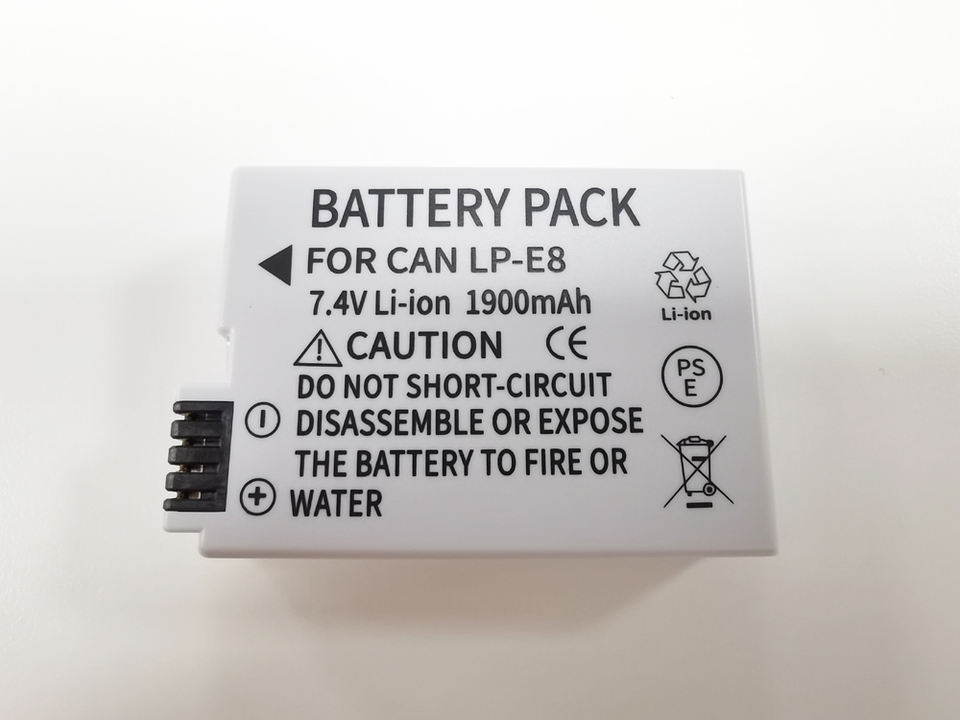 BATTERY PACK
FOR CAN LP-E8
7.4V Li-ion 1900mAh
CAUTION CE
DO NOT SHORT-CIRCUIT
DISASSEMBLE OR EXPOSE
THE BATTERY TO FIRE OR
WATER
Li-ion
PS
E